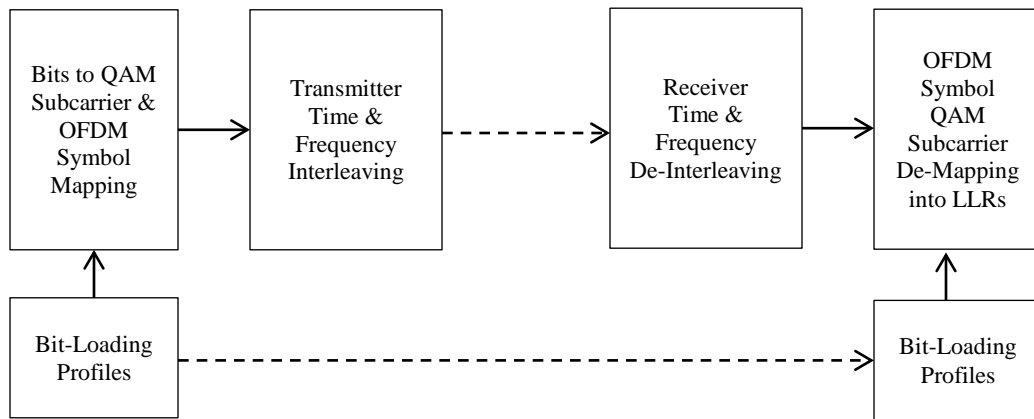 Bits to QAM
Subcarrier &
OFDM
Symbol
Mapping
Transmitter
Time &
Frequency
Interleaving
Receiver
Time &
Frequency
De-Interleaving
OFDM
Symbol
QAM
Subcarrier
De-Mapping
into LLRs
Bit-Loading
Profiles
Bit-Loading
Profiles